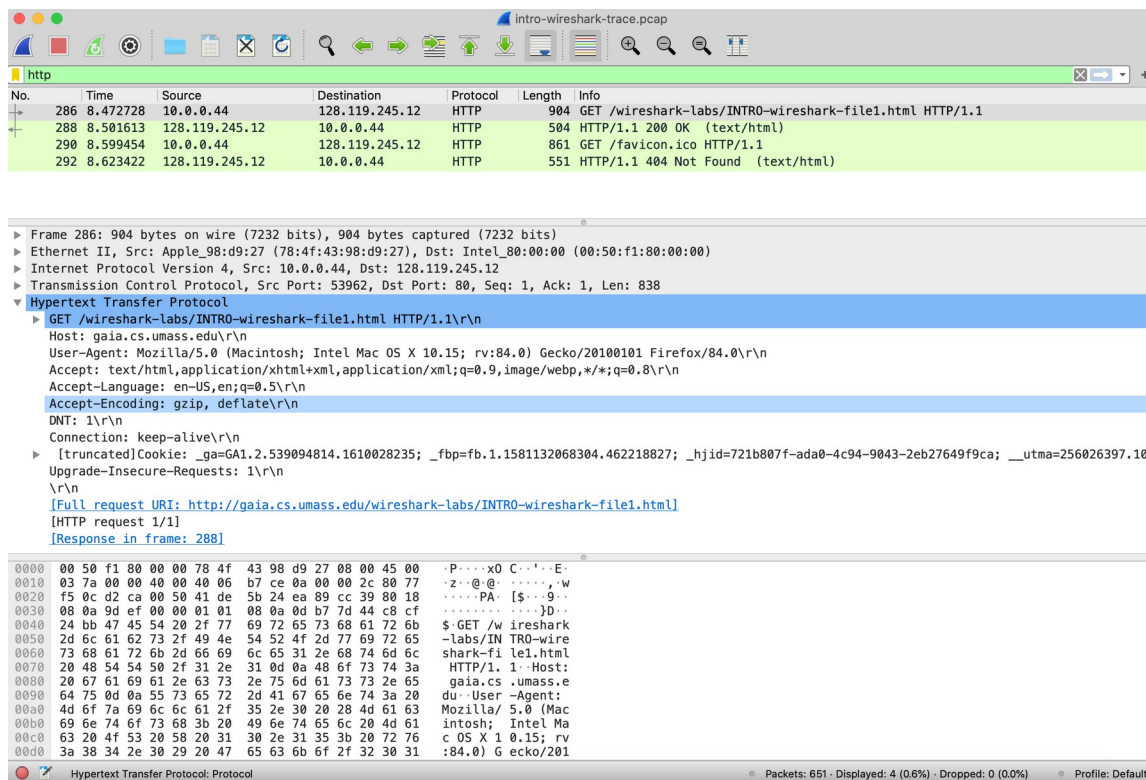 intro-wireshark-trace.pcap
http
No. Time Source Destination Protocol Length Info
286 8.472728 10.0.0.44 128.119.245.12 HTTP 904 GET /wireshark-labs/INTRO-wireshark-file1.html HTTP/1.1
288 8.501613 128.119.245.12 10.0.0.44 HTTP 504 HTTP/1.1 200 OK (text/html)
290 8.599454 10.0.0.44 128.119.245.12 HTTP 861 GET /favicon.ico HTTP/1.1
292 8.623422 128.119.245.12 10.0.0.44 HTTP 551 HTTP/1.1 404 Not Found (text/html)
Frame 286: 904 bytes on wire (7232 bits), 904 bytes captured (7232 bits)
Ethernet II, Src: Apple_98:d9:27 (78:4f:43:98:d9:27), Dst: Intel_80:00:00 (00:50:f1:80:00:00)
Internet Protocol Version 4, Src: 10.0.0.44, Dst: 128.119.245.12
Transmission Control Protocol, Src Port: 53962, Dst Port: 80, Seq: 1, Ack: 1, Len: 838
Hypertext Transfer Protocol
GET /wireshark-labs/INTRO-wireshark-file1.html HTTP/1.1\r\n
Host: gaia.cs.umass.edu\r\n
User-Agent: Mozilla/5.0 (Macintosh; Intel Mac OS X 10.15; rv:84.0) Gecko/20100101 Firefox/84.0\r\n
Accept: text/html,application/xhtml+xml,application/xml;q=0.9,image/webp,*/*;q=0.8\r\n
Accept-Language: en-US,en;q=0.5\r\n
Accept-Encoding: gzip, deflate\r\n
DNT: 1\r\n
Connection: keep-alive\r\n
[truncated]Cookie: _ga=GA1.2.539094814.1610028235; _fbp=fb.1.1581132068304.462218827; _hjid=721b807f-ada0-4c94-9043-2eb27649f9ca; __utma=256026397.10
Upgrade-Insecure-Requests: 1\r\n
\r\n
[Full request URI: http://gaia.cs.umass.edu/wireshark-labs/INTRO-wireshark-file1.html]
[HTTP request 1/1]
[Response in frame: 288]
0000 00 50 f1 80 00 00 78 4f 43 98 d9 27 08 00 45 00 ·P····xO C··'··E·
0010 03 7a 00 00 40 00 40 06 b7 ce 0a 00 00 2c 80 77 ·z··@·@· ·····,·w
0020 f5 0c d2 ca 00 50 41 de 5b 24 ea 89 cc 39 80 18 ·····PA· [$···9··
0030 08 0a 9d ef 00 00 01 01 08 0a 0d b7 7d 44 c8 cf ········ ····}D··
0040 24 bb 47 45 54 20 2f 77 69 72 65 73 68 61 72 6b $·GET /w ireshark
0050 2d 6c 61 62 73 2f 49 4e 54 52 4f 2d 77 69 72 65 -labs/IN TRO-wire
0060 73 68 61 72 6b 2d 66 69 6c 65 31 2e 68 74 6d 6c shark-fi le1.html
0070 20 48 54 54 50 2f 31 2e 31 0d 0a 48 6f 73 74 3a HTTP/1. 1··Host:
0080 20 67 61 69 61 2e 63 73 2e 75 6d 61 73 73 2e 65 gaia.cs .umass.e
0090 64 75 0d 0a 55 73 65 72 2d 41 67 65 6e 74 3a 20 du··User -Agent:
00a0 4d 6f 7a 69 6c 6c 61 2f 35 2e 30 20 28 4d 61 63 Mozilla/ 5.0 (Mac
00b0 69 6e 74 6f 73 68 3b 20 49 6e 74 65 6c 20 4d 61 intosh; Intel Ma
00c0 63 20 4f 53 20 58 20 31 30 2e 31 35 3b 20 72 76 c OS X 1 0.15; rv
00d0 3a 38 34 2e 30 29 20 47 65 63 6b 6f 2f 32 30 31 :84.0) G ecko/201
Hypertext Transfer Protocol: Protocol Packets: 651 · Displayed: 4 (0.6%) · Dropped: 0 (0.0%) Profile: Default